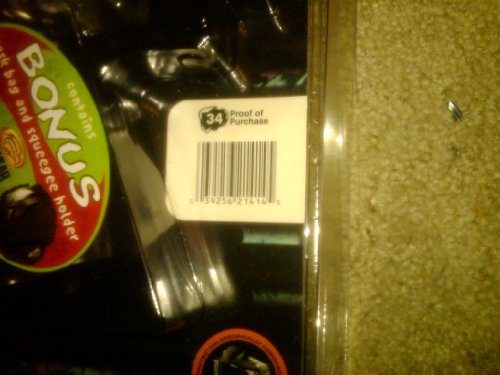 contains
BONUS
bag and squeegee holder
34 Proof of
Purchase
0 39256 21414 5